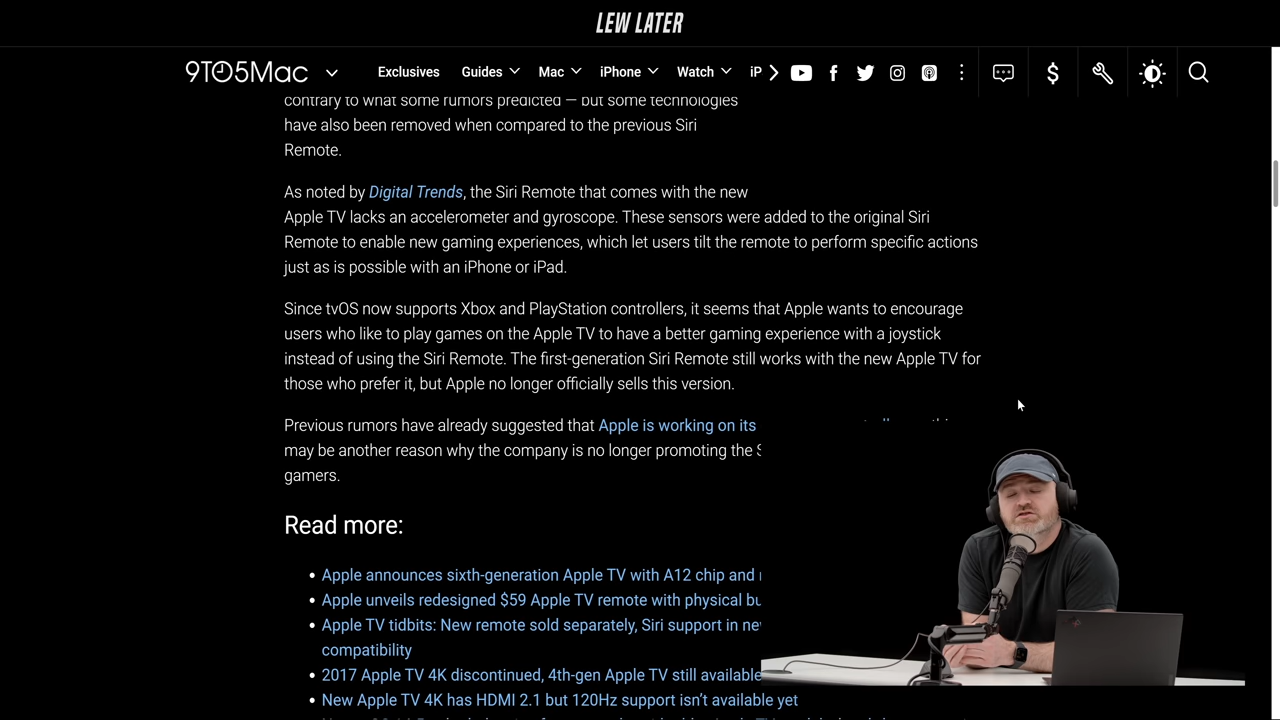 LEW LATER
9TO5Mac Exclusives Guides Mac iPhone Watch iP
contrary to what some rumors predicted — but some technologies
have also been removed when compared to the previous Siri
Remote.
As noted by Digital Trends, the Siri Remote that comes with the new
Apple TV lacks an accelerometer and gyroscope. These sensors were added to the original Siri
Remote to enable new gaming experiences, which let users tilt the remote to perform specific actions
just as is possible with an iPhone or iPad.
Since tvOS now supports Xbox and PlayStation controllers, it seems that Apple wants to encourage
users who like to play games on the Apple TV to have a better gaming experience with a joystick
instead of using the Siri Remote. The first-generation Siri Remote still works with the new Apple TV for
those who prefer it, but Apple no longer officially sells this version.
Previous rumors have already suggested that Apple is working on its
may be another reason why the company is no longer promoting the S
gamers.
Read more:
• Apple announces sixth-generation Apple TV with A12 chip and
• Apple unveils redesigned $59 Apple TV remote with physical bu
• Apple TV tidbits: New remote sold separately, Siri support in ne
compatibility
• 2017 Apple TV 4K discontinued, 4th-gen Apple TV still available
• New Apple TV 4K has HDMI 2.1 but 120Hz support isn't available yet